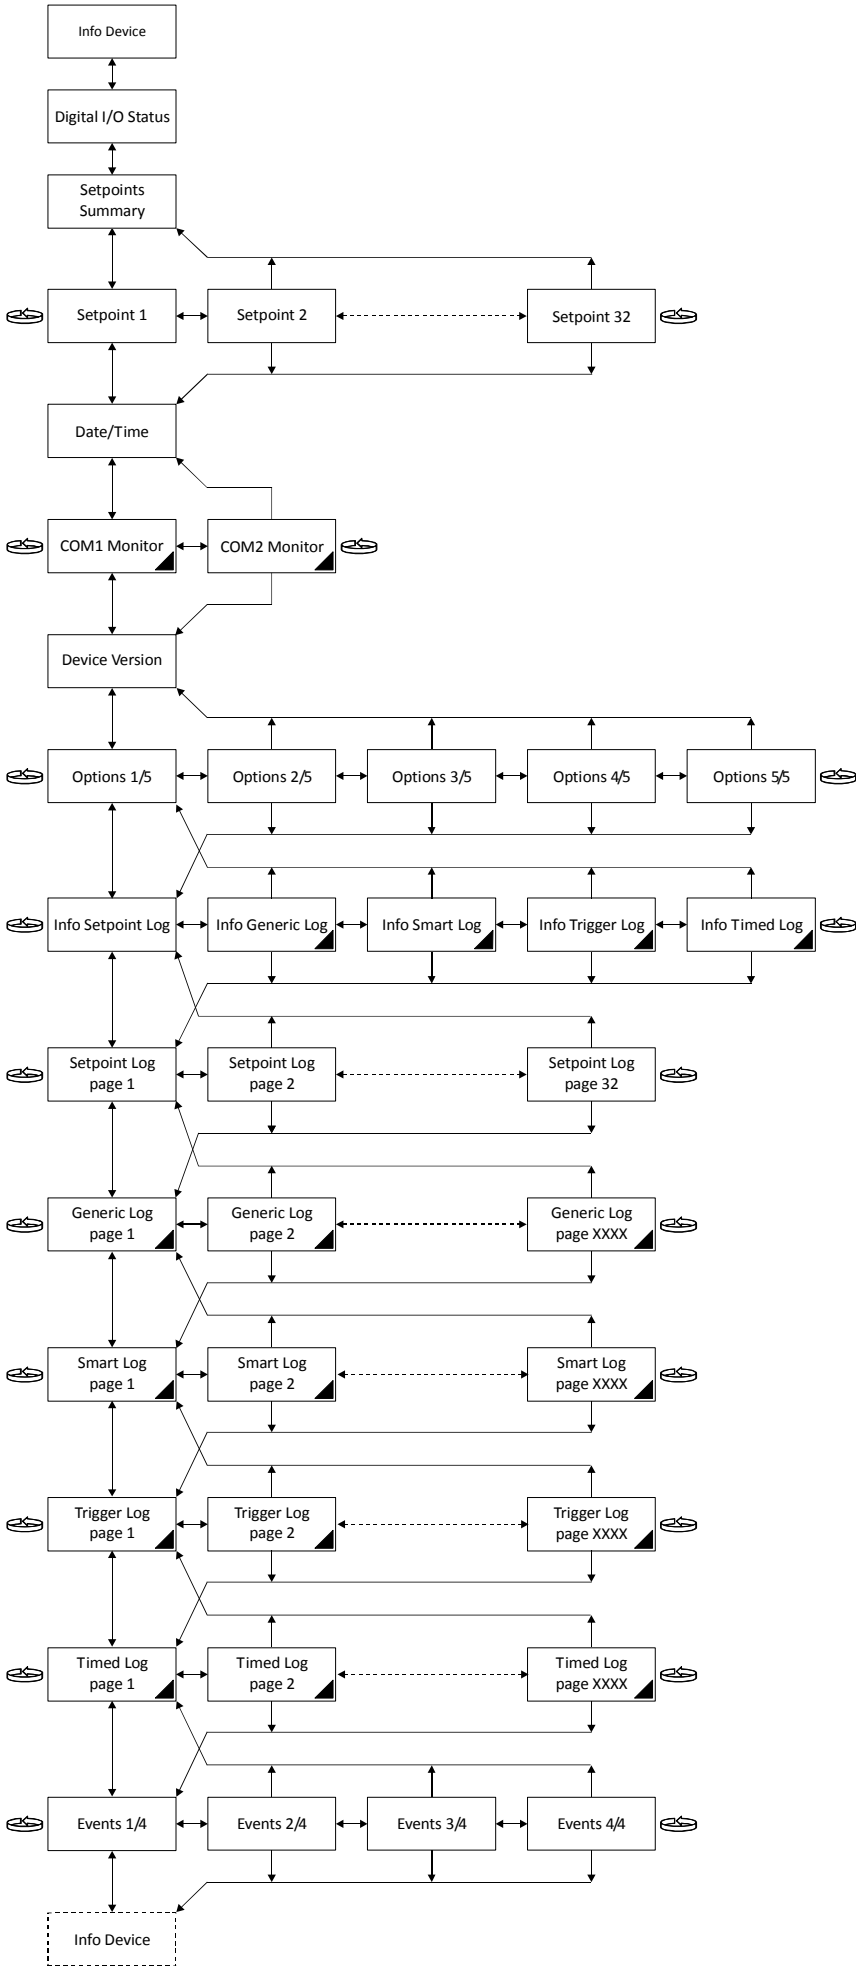 Info Device
Digital I/O Status
Setpoints
Summary
Setpoint 1
Setpoint 2
Setpoint 32
Date/Time
COM1 Monitor
COM2 Monitor
Device Version
Options 1/5
Options 2/5
Options 3/5
Options 4/5
Options 5/5
Info Setpoint Log
Info Generic Log
Info Smart Log
Info Trigger Log
Info Timed Log
Setpoint Log
page 1
Setpoint Log
page 2
Setpoint Log
page 32
Generic Log
page 1
Generic Log
page 2
Generic Log
page XXXX
Smart Log
page 1
Smart Log
page 2
Smart Log
page XXXX
Trigger Log
page 1
Trigger Log
page 2
Trigger Log
page XXXX
Timed Log
page 1
Timed Log
page 2
Timed Log
page XXXX
Events 1/4
Events 2/4
Events 3/4
Events 4/4
Info Device